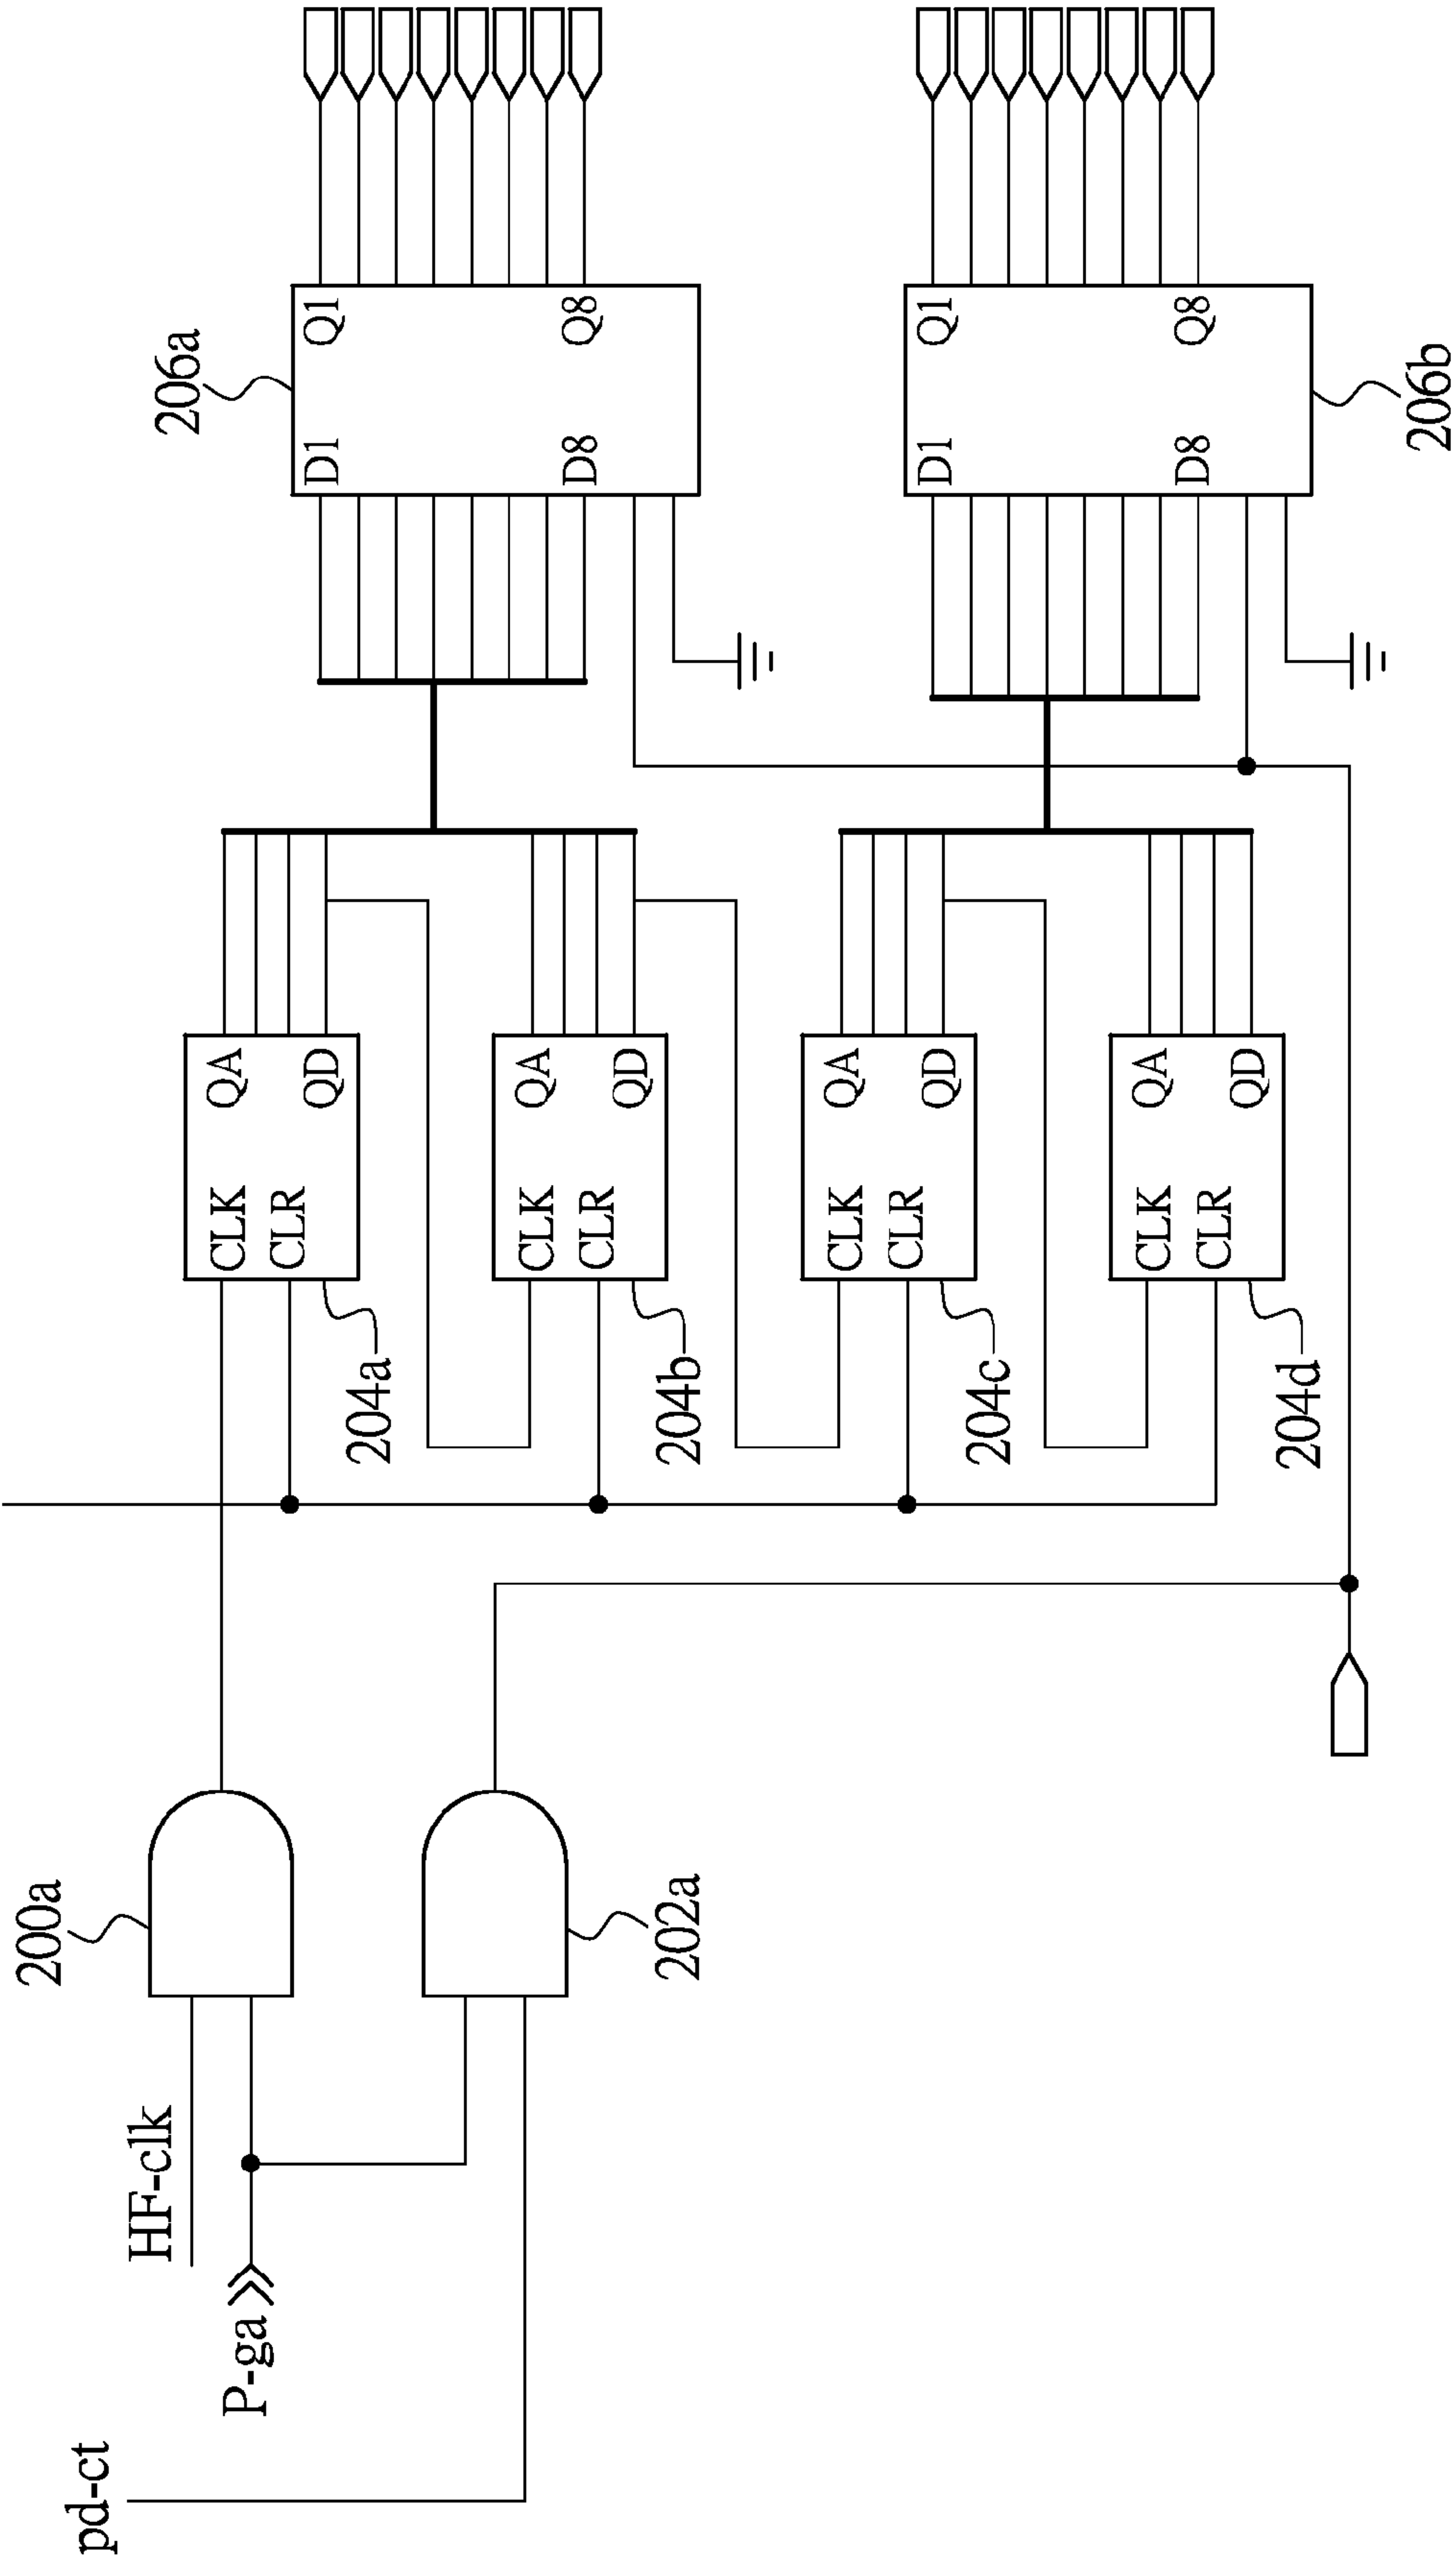 pd-ct
P-ga
HF-clk
200a
202a
CLK QA
CLR QD
204a
CLK QA
CLR QD
204b
CLK QA
CLR QD
204c
CLK QA
CLR QD
204d
206a
D1 Q1
D8 Q8
D1 Q1
D8 Q8
206b